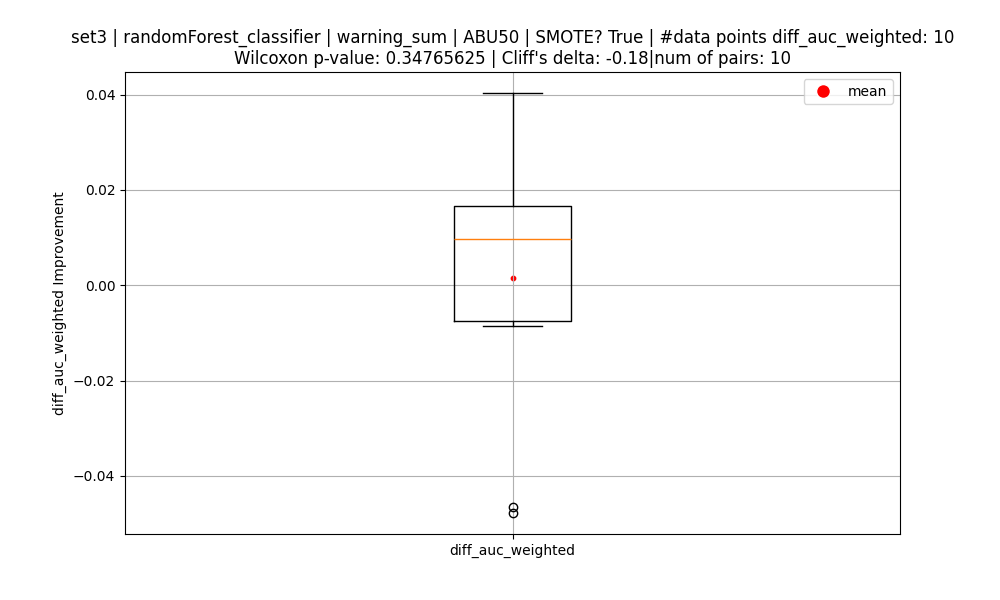 set3 | randomForest_classifier | warning_sum | ABU50 | SMOTE? True | #data points diff_auc_weighted: 10
Wilcoxon p-value: 0.34765625 | Cliff's delta: -0.18|num of pairs: 10
mean
0.04
0.02
0.00
−0.02
−0.04
diff_auc_weighted Improvement
diff_auc_weighted